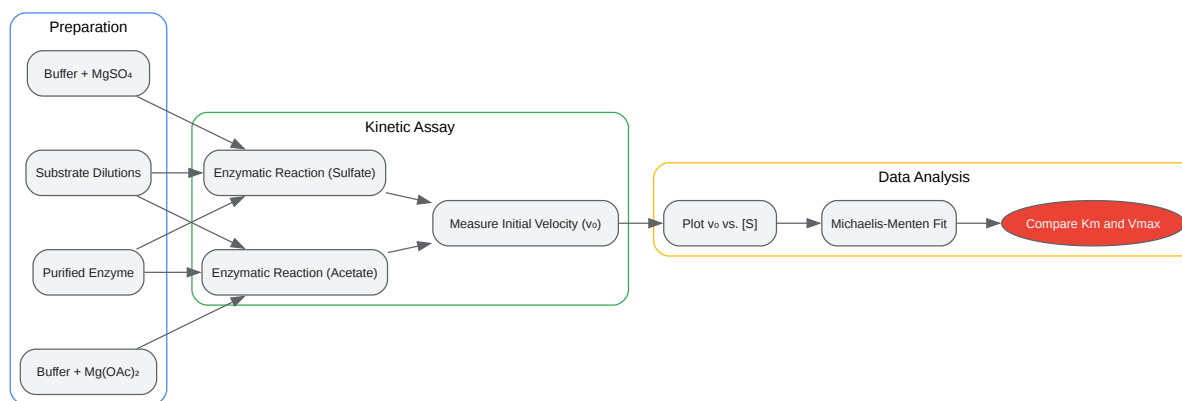 Preparation
Buffer + MgSO₄
Substrate Dilutions
Purified Enzyme
Buffer + Mg(OAc)₂
Kinetic Assay
Enzymatic Reaction (Sulfate)
Enzymatic Reaction (Acetate)
Measure Initial Velocity (v₀)
Data Analysis
Plot v₀ vs. [S]
Michaelis-Menten Fit
Compare Km and Vmax